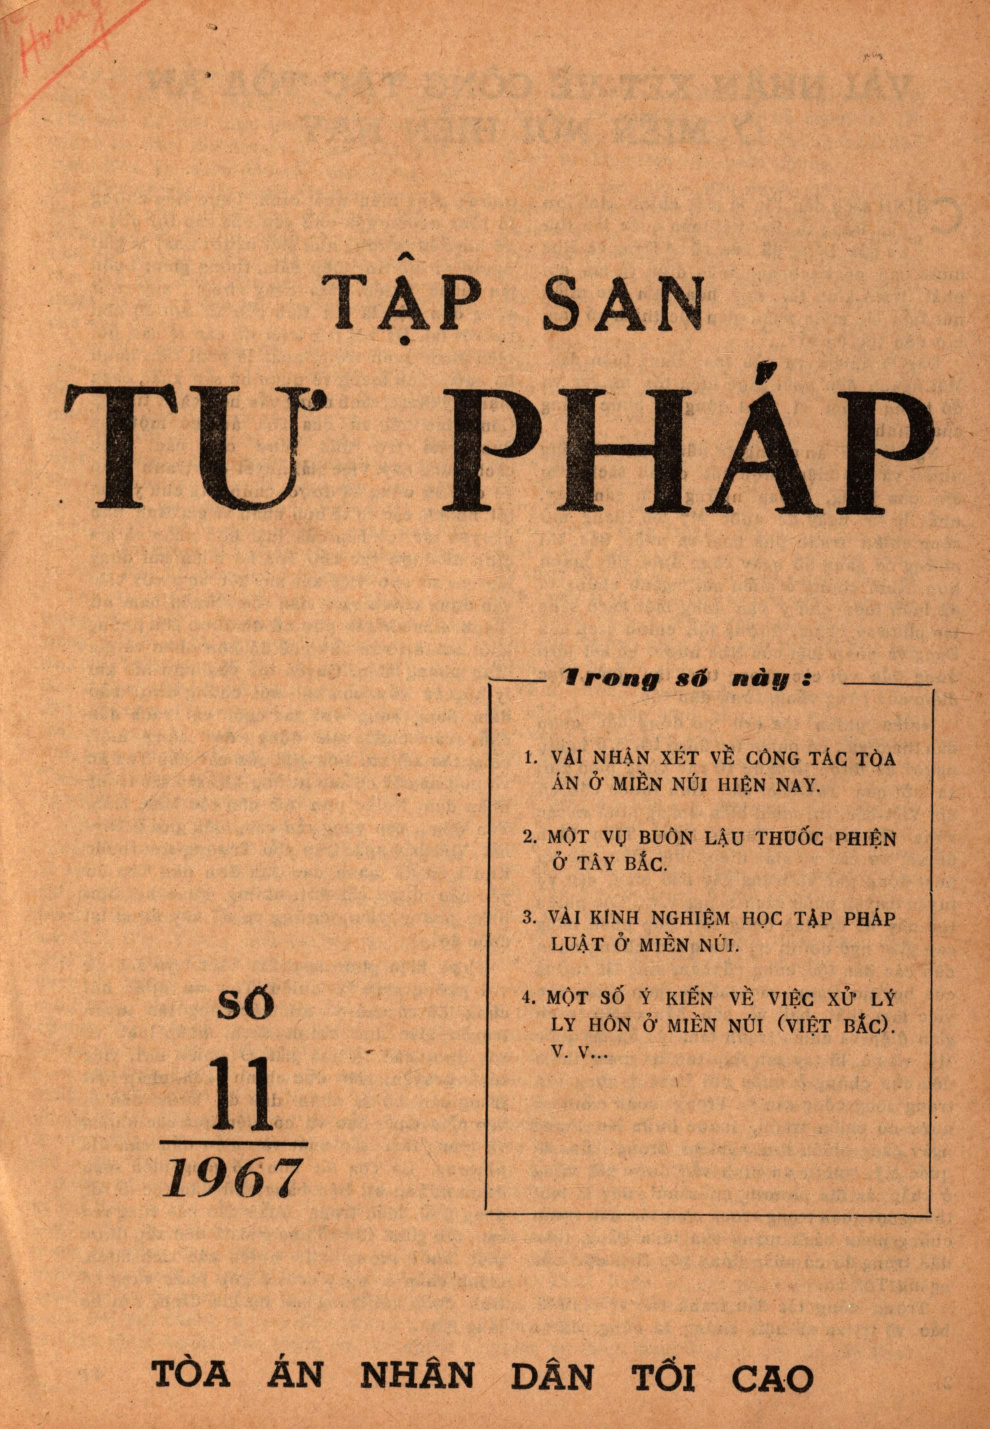 Hoang
TẬP SAN
TƯ PHÁP
Trong số này :
1. VÀI NHẬN XÉT VỀ CÔNG TÁC TÒA
ÁN Ở MIỀN NÚI HIỆN NAY.
2. MỘT VỤ BUÔN LẬU THUỐC PHIỆN
Ở TÂY BẮC.
3. VÀI KINH NGHIỆM HỌC TẬP PHÁP
LUẬT Ở MIỀN NÚI.
4. MỘT SỐ Ý KIẾN VỀ VIỆC XỬ LÝ
LY HÔN Ở MIỀN NÚI (VIỆT BẮC).
V. V...
SỐ
11
1967
TÒA ÁN NHÂN DÂN TỐI CAO